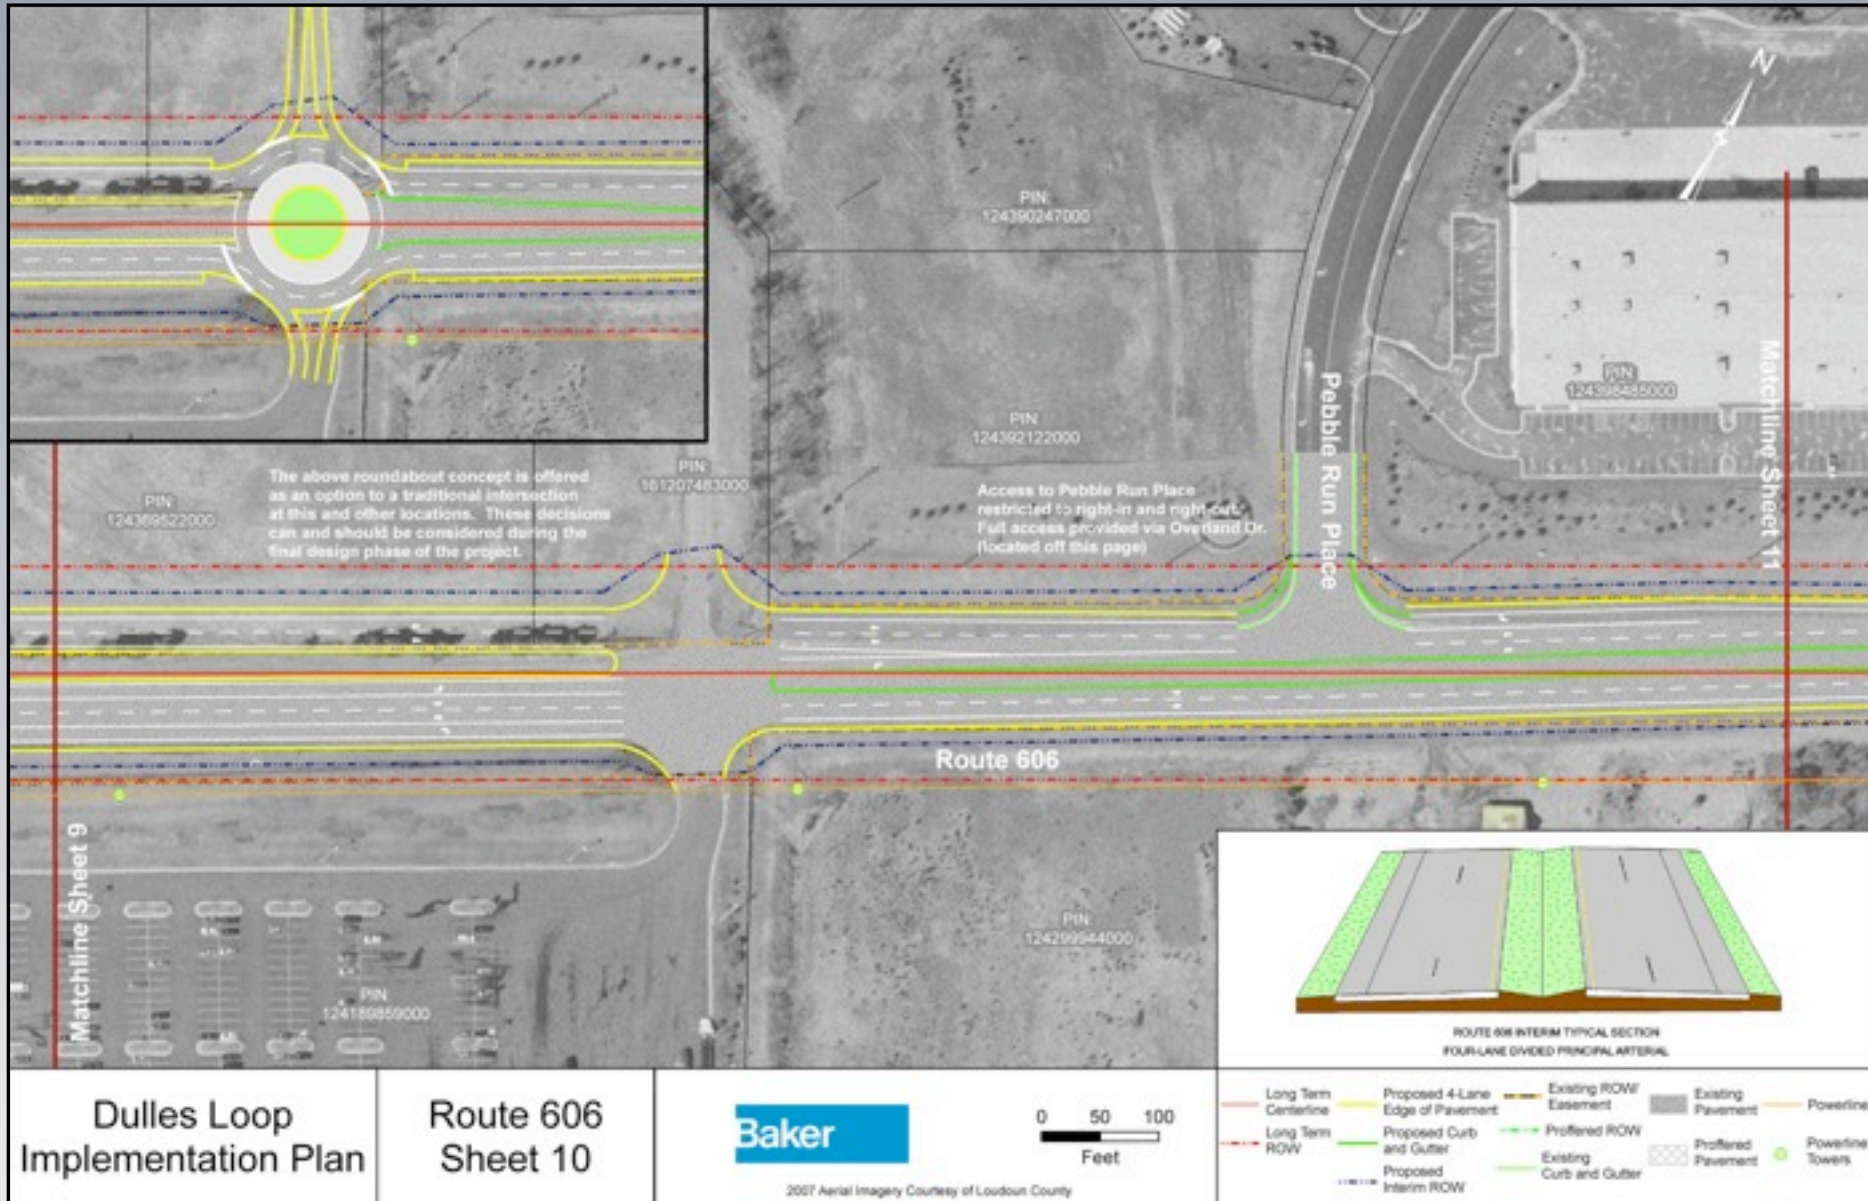 N
PIN:
124390247000
PIN:
124398485000
Matchline Sheet 11
Pebble Run Place
PIN:
124392122000
PIN:
161207483000
PIN:
124369522000
The above roundabout concept is offered
as an option to a traditional intersection
at this and other locations. These decisions
can and should be considered during the
final design phase of the project.
Access to Pebble Run Place
restricted to right-in and right-out.
Full access provided via Overland Dr.
(located off this page)
Route 606
Matchline Sheet 9
PIN:
124299944000
PIN:
124189859000
ROUTE 606 INTERIM TYPICAL SECTION
FOUR-LANE DIVIDED PRINCIPAL ARTERIAL
Dulles Loop
Implementation Plan
Route 606
Sheet 10
Baker
0 50 100
Feet
2007 Aerial Imagery Courtesy of Loudoun County
Long Term
Centerline
Long Term
ROW
Proposed 4-Lane
Edge of Pavement
Proposed Curb
and Gutter
Proposed
Interim ROW
Existing ROW/
Easement
Proffered ROW
Existing
Curb and Gutter
Existing
Pavement
Proffered
Pavement
Powerline
Powerline
Towers